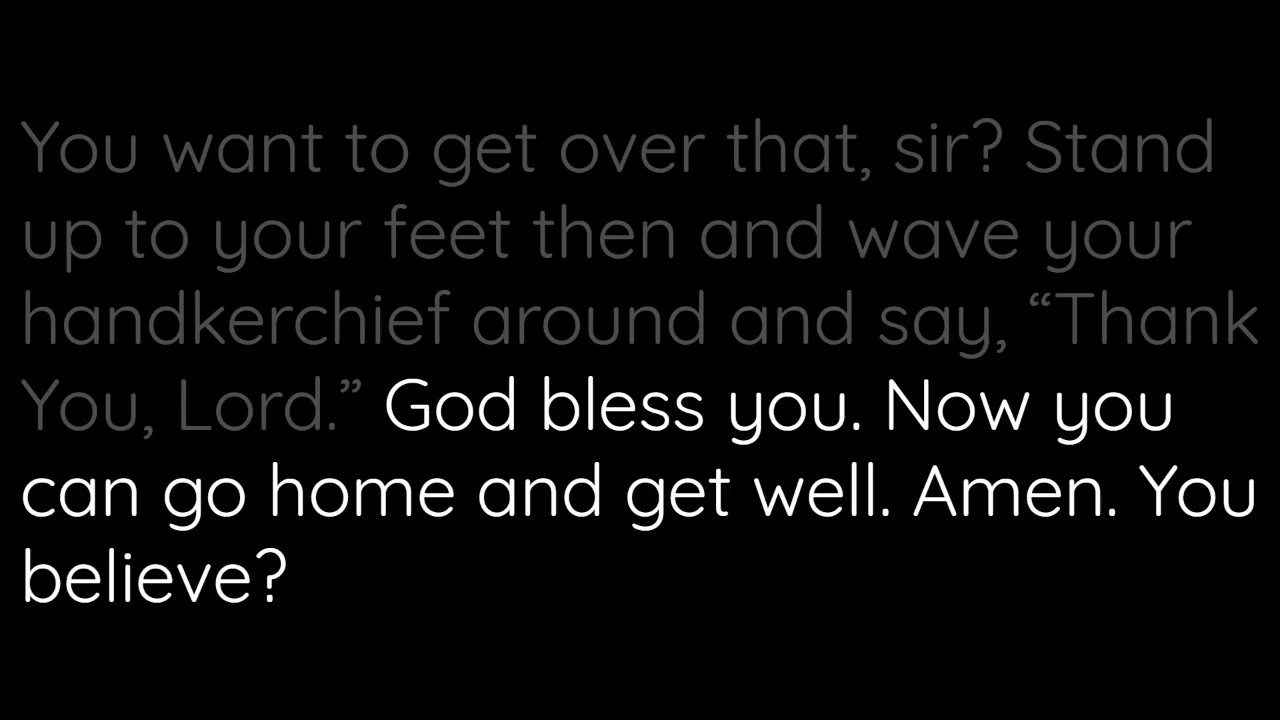 You want to get over that, sir? Stand
up to your feet then and wave your
handkerchief around and say, “Thank
You, Lord.” God bless you. Now you
can go home and get well. Amen. You
believe?